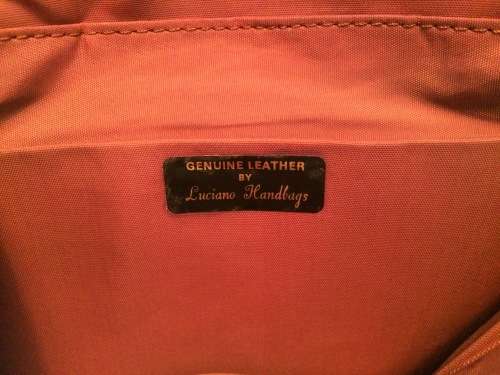 GENUINE LEATHER
BY
Luciano Handbags